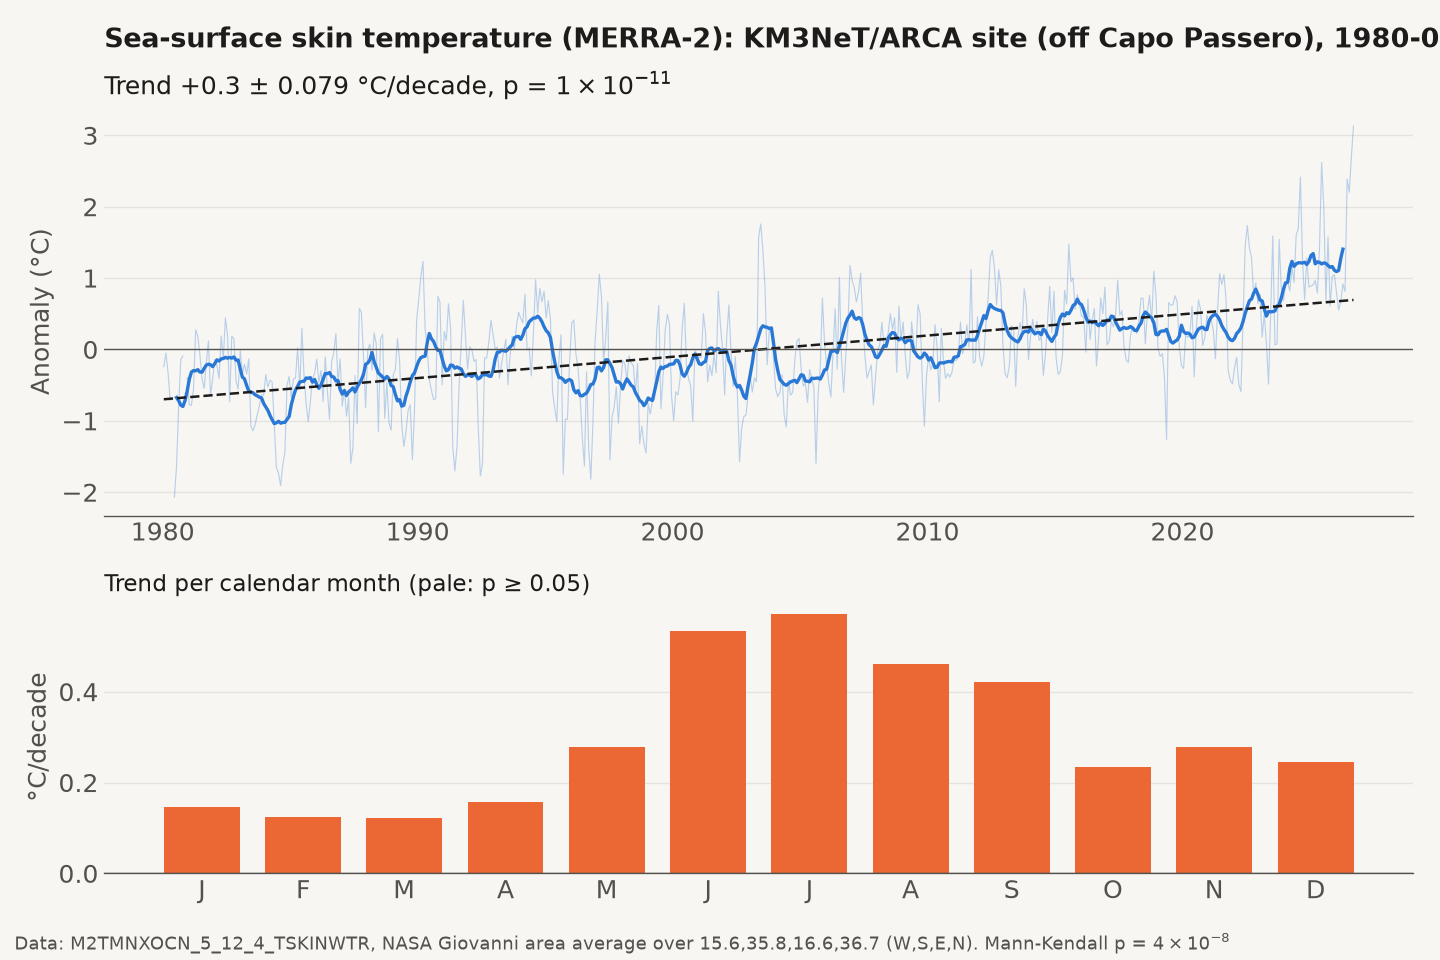 Sea-surface skin temperature (MERRA-2): KM3NeT/ARCA site (off Capo Passero), 1980-0
Trend +0.3 ± 0.079 °C/decade, p = 1 × 10⁻¹¹
Anomaly (°C)
3
2
1
0
−1
−2
1980 1990 2000 2010 2020
Trend per calendar month (pale: p ≥ 0.05)
°C/decade
0.4
0.2
0.0
J F M A M J J A S O N D
Data: M2TMNXOCN_5_12_4_TSKINWTR, NASA Giovanni area average over 15.6,35.8,16.6,36.7 (W,S,E,N). Mann-Kendall p = 4 × 10⁻⁸